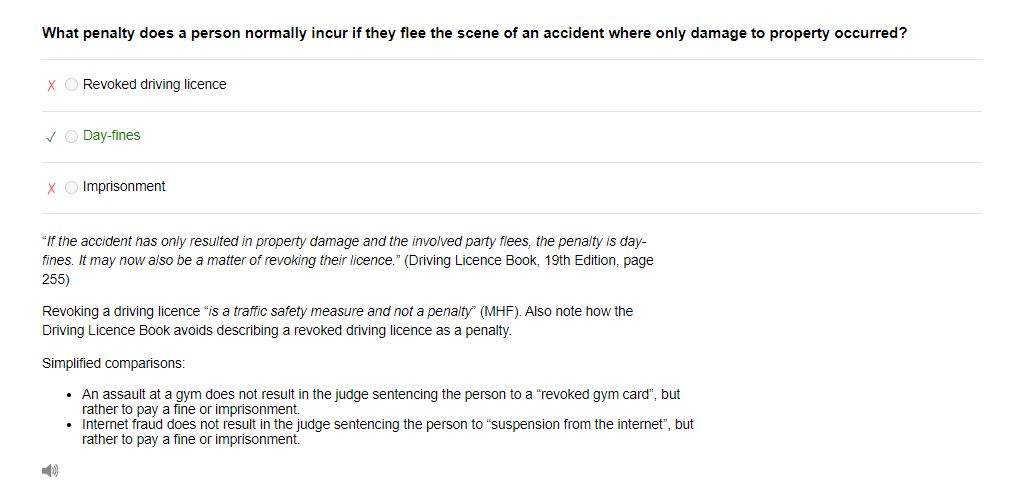 What penalty does a person normally incur if they flee the scene of an accident where only damage to property occurred?
Revoked driving licence
Day-fines
Imprisonment
“If the accident has only resulted in property damage and the involved party flees, the penalty is day-
fines. It may now also be a matter of revoking their licence.” (Driving Licence Book, 19th Edition, page
255)
Revoking a driving licence “is a traffic safety measure and not a penalty” (MHF). Also note how the
Driving Licence Book avoids describing a revoked driving licence as a penalty.
Simplified comparisons:
• An assault at a gym does not result in the judge sentencing the person to a “revoked gym card”, but
rather to pay a fine or imprisonment.
• Internet fraud does not result in the judge sentencing the person to “suspension from the internet”, but
rather to pay a fine or imprisonment.